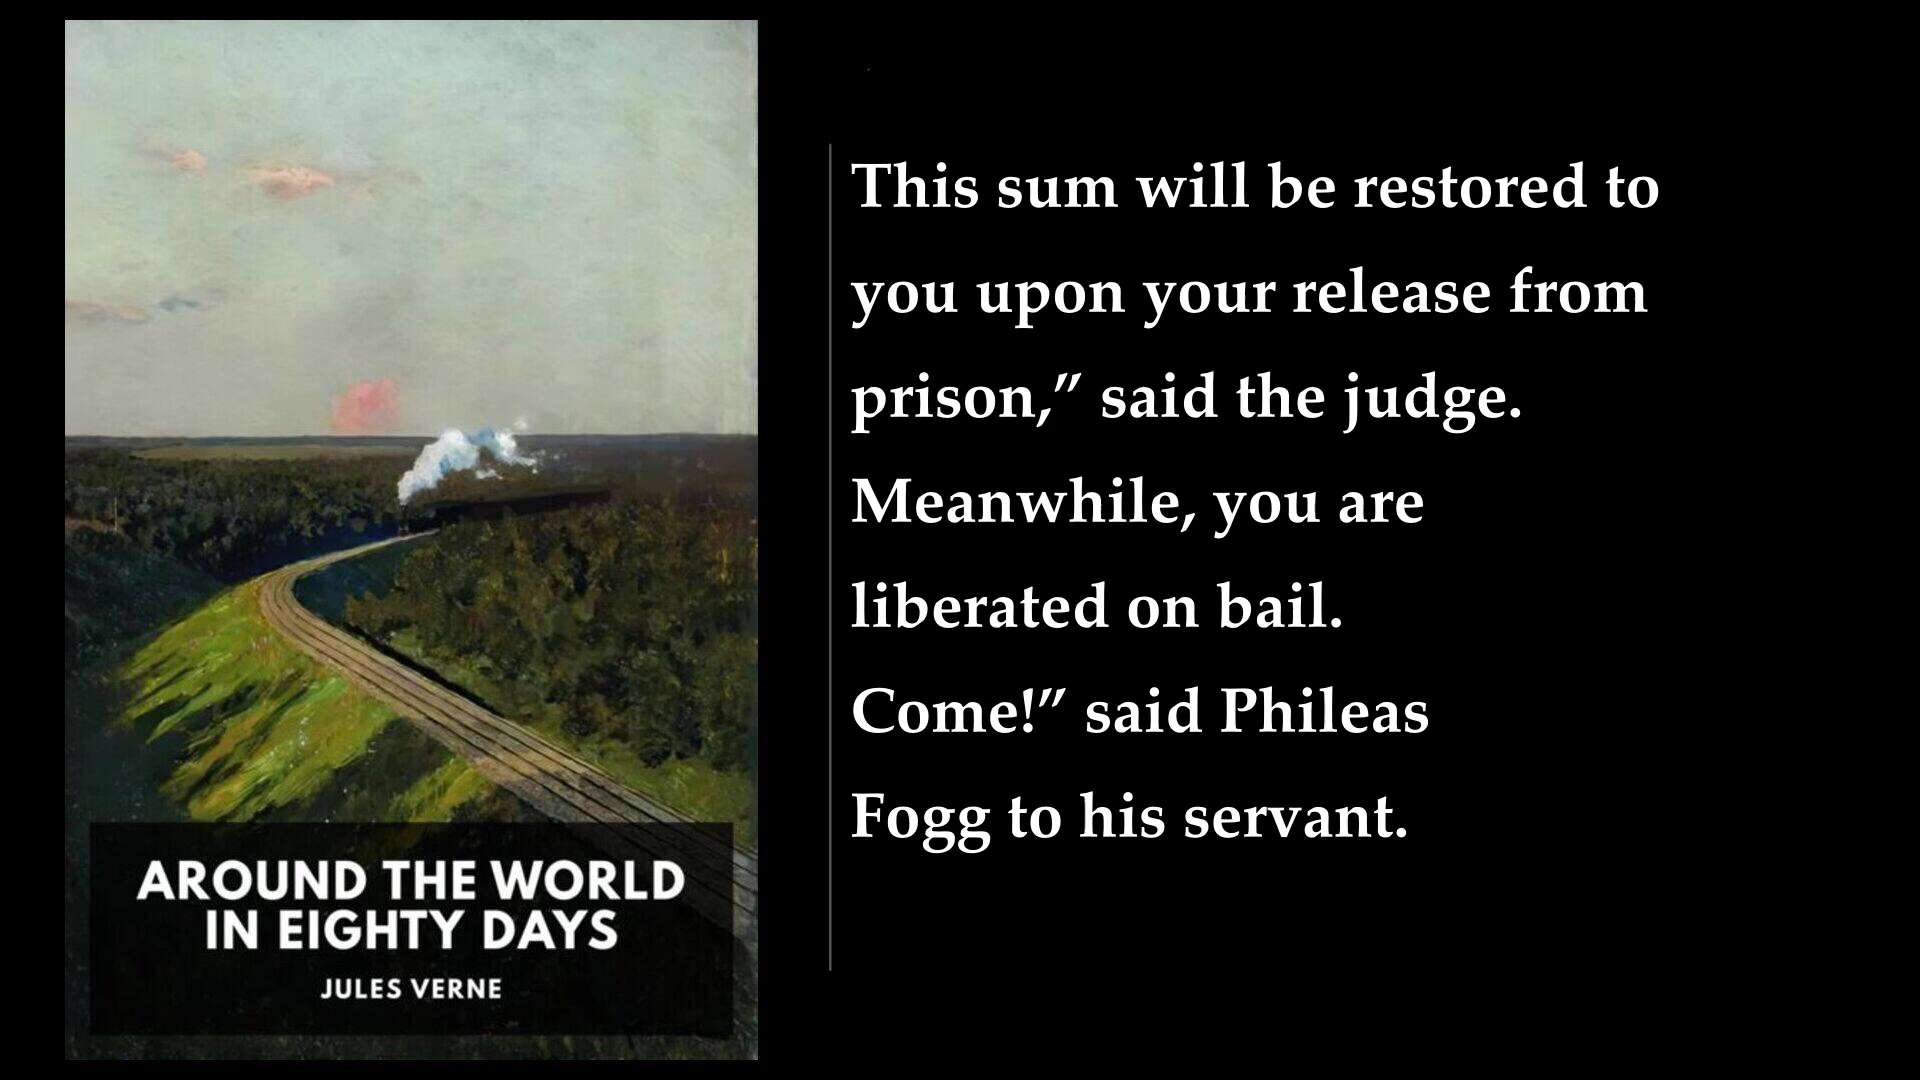 This sum will be restored to
you upon your release from
prison,” said the judge.
Meanwhile, you are
liberated on bail.
Come!” said Phileas
Fogg to his servant.
AROUND THE WORLD
IN EIGHTY DAYS
JULES VERNE